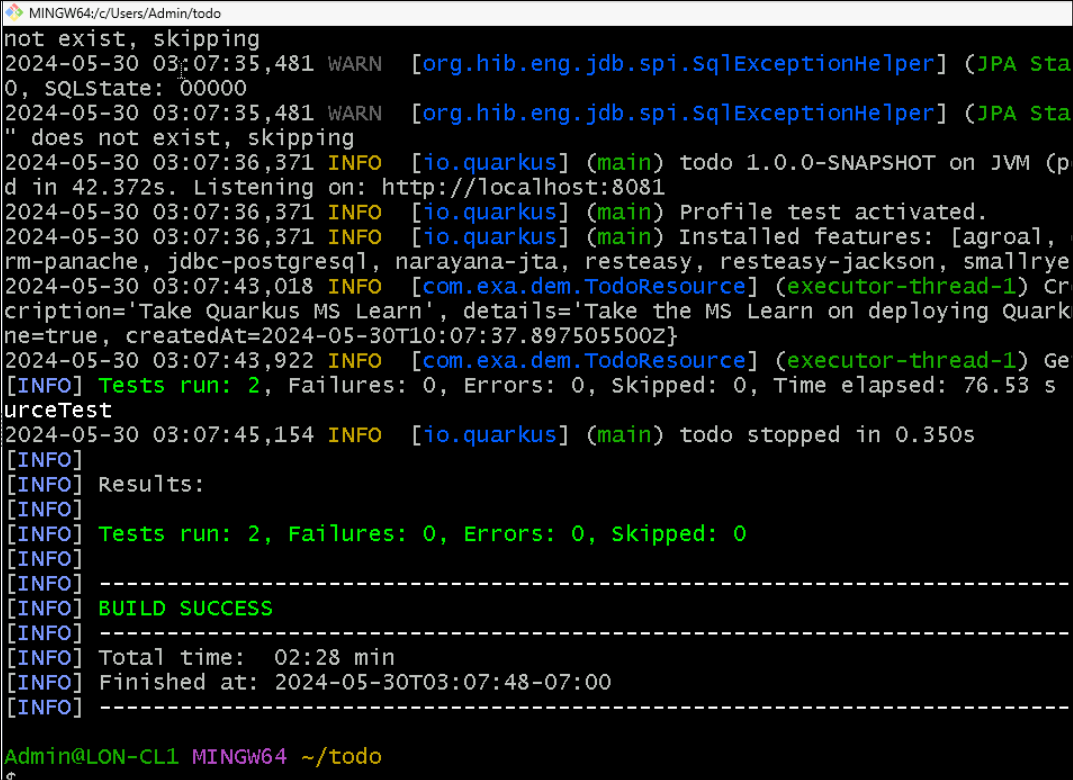 MINGW64:/c/Users/Admin/todo
not exist, skipping
2024-05-30 03:07:35,481 WARN  [org.hib.eng.jdb.spi.SqlExceptionHelper] (JPA Sta
0, SQLState: 00000
2024-05-30 03:07:35,481 WARN  [org.hib.eng.jdb.spi.SqlExceptionHelper] (JPA Sta
" does not exist, skipping
2024-05-30 03:07:36,371 INFO  [io.quarkus] (main) todo 1.0.0-SNAPSHOT on JVM (p
d in 42.372s. Listening on: http://localhost:8081
2024-05-30 03:07:36,371 INFO  [io.quarkus] (main) Profile test activated.
2024-05-30 03:07:36,371 INFO  [io.quarkus] (main) Installed features: [agroal,
rm-panache, jdbc-postgresql, narayana-jta, resteasy, resteasy-jackson, smallrye
2024-05-30 03:07:43,018 INFO  [com.exa.dem.TodoResource] (executor-thread-1) Cr
cription='Take Quarkus MS Learn', details='Take the MS Learn on deploying Quark
ne=true, createdAt=2024-05-30T10:07:37.897505500Z}
2024-05-30 03:07:43,922 INFO  [com.exa.dem.TodoResource] (executor-thread-1) Ge
[INFO] Tests run: 2, Failures: 0, Errors: 0, Skipped: 0, Time elapsed: 76.53 s
urceTest
2024-05-30 03:07:45,154 INFO  [io.quarkus] (main) todo stopped in 0.350s
[INFO]
[INFO] Results:
[INFO]
[INFO] Tests run: 2, Failures: 0, Errors: 0, Skipped: 0
[INFO]
[INFO] ------------------------------------------------------------------------
[INFO] BUILD SUCCESS
[INFO] ------------------------------------------------------------------------
[INFO] Total time:  02:28 min
[INFO] Finished at: 2024-05-30T03:07:48-07:00
[INFO] ------------------------------------------------------------------------
Admin@LON-CL1 MINGW64 ~/todo
$